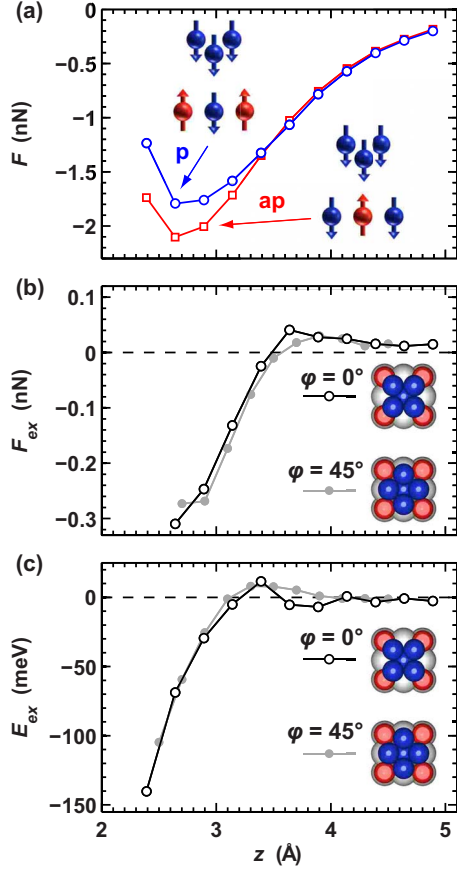 (a)
0
−0.5
−1
−1.5
−2
F (nN)
p
ap
(b)
0.1
0
−0.1
−0.2
−0.3
F_ex (nN)
φ = 0°
φ = 45°
(c)
0
−50
−100
−150
E_ex (meV)
φ = 0°
φ = 45°
2 3 4 5
z (Å)